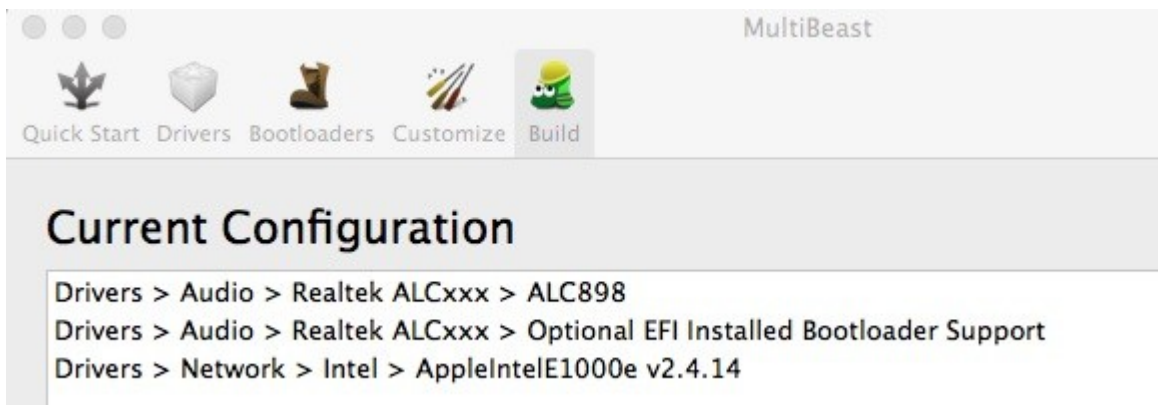 MultiBeast
Quick Start Drivers Bootloaders Customize Build
Current Configuration
Drivers > Audio > Realtek ALCxxx > ALC898
Drivers > Audio > Realtek ALCxxx > Optional EFI Installed Bootloader Support
Drivers > Network > Intel > AppleIntelE1000e v2.4.14